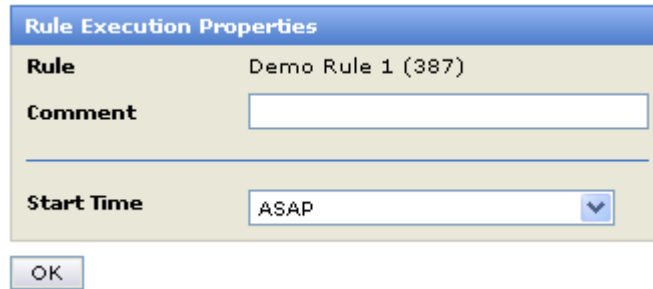 Rule Execution Properties
Rule Demo Rule 1 (387)
Comment
Start Time ASAP
OK